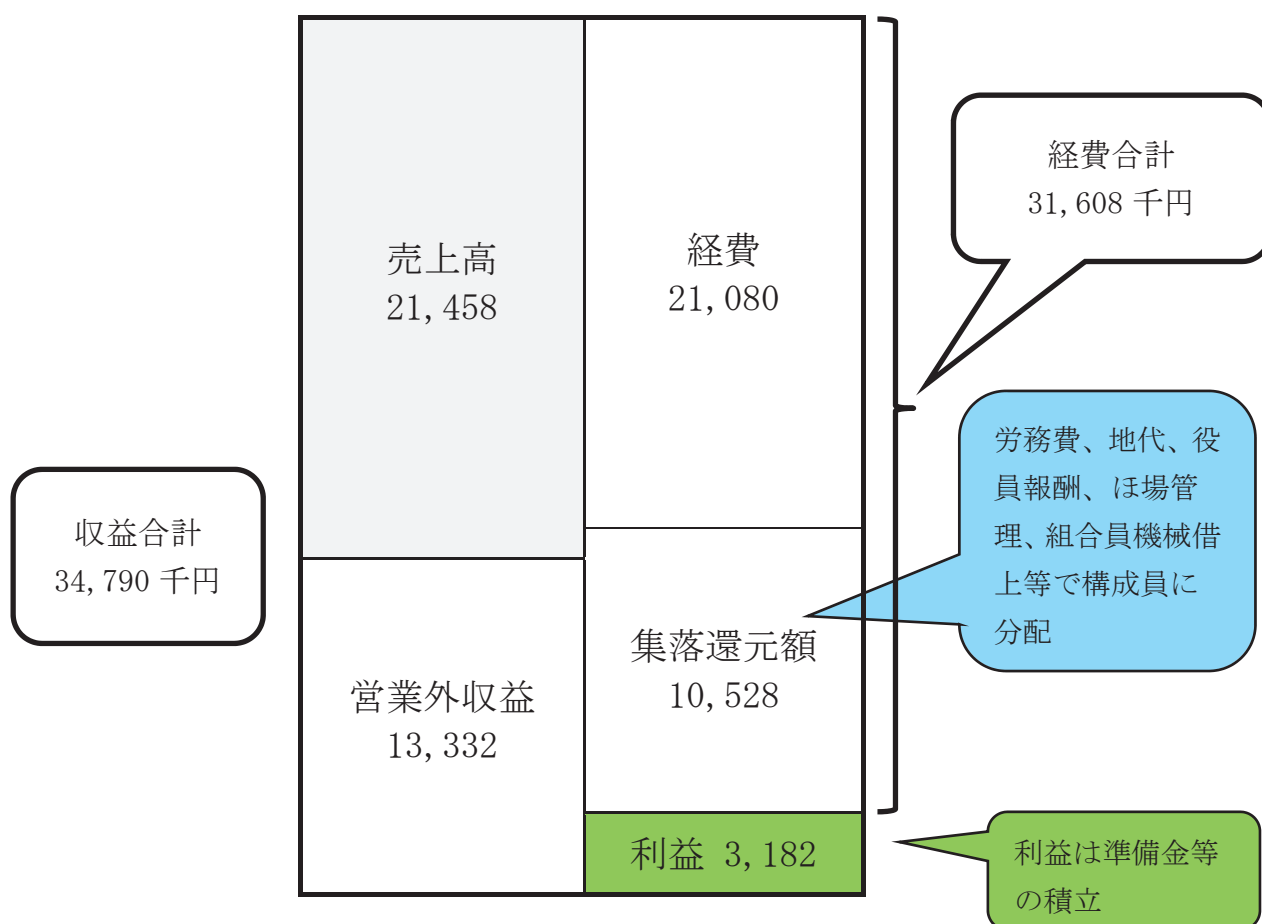 経費合計
31,608 千円
売上高
21,458
経費
21,080
労務費、地代、役
員報酬、ほ場管
理、組合員機械借
上等で構成員に
分配
収益合計
34,790 千円
集落還元額
10,528
営業外収益
13,332
利益 3,182
利益は準備金等
の積立